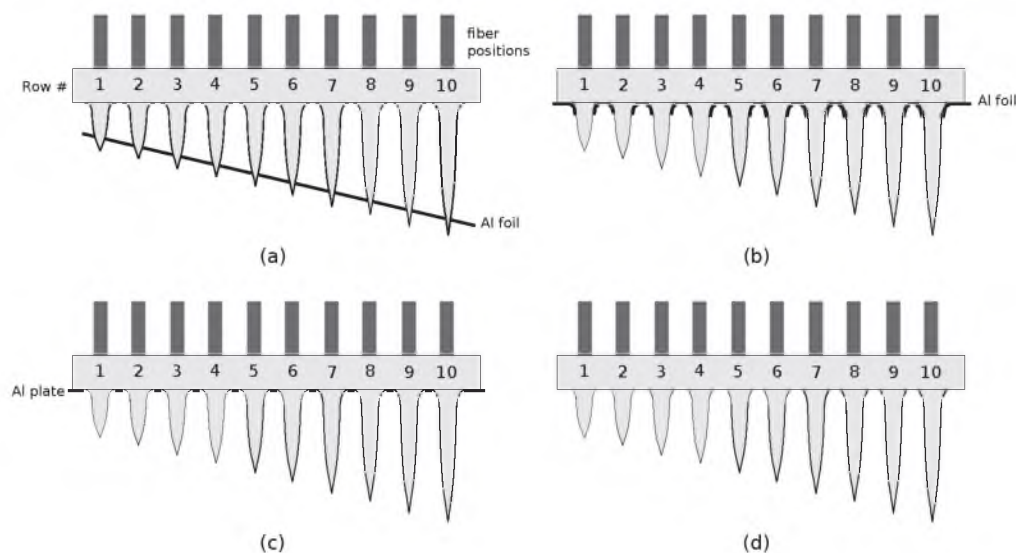 fiber
positions
Row # 1 2 3 4 5 6 7 8 9 10
Al foil
(a)
1 2 3 4 5 6 7 8 9 10
Al foil
(b)
1 2 3 4 5 6 7 8 9 10
Al plate
(c)
1 2 3 4 5 6 7 8 9 10
(d)